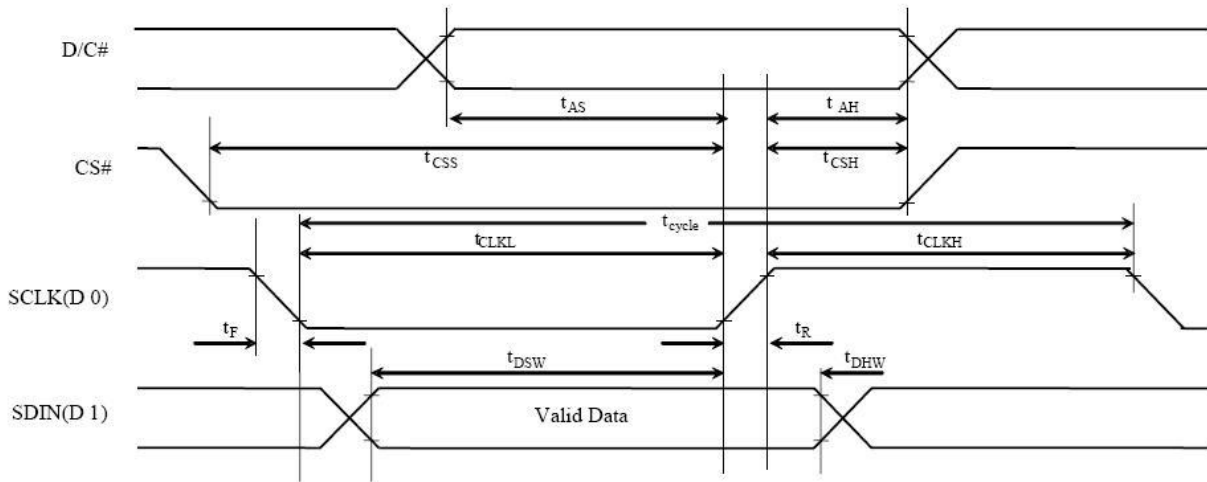 D/C#
t_AS
t_AH
CS#
t_CSS
t_CSH
t_cycle
t_CLKL
t_CLKH
SCLK(D 0)
t_F
t_R
t_DSW
t_DHW
SDIN(D 1)
Valid Data